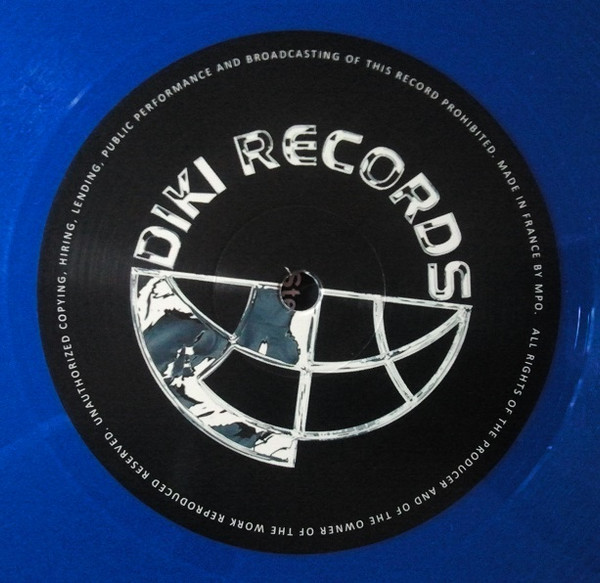 DIKI RECORDS
UNAUTHORIZED COPYING, HIRING, LENDING, PUBLIC PERFORMANCE AND BROADCASTING OF THIS RECORD PROHIBITED. MADE IN FRANCE BY MPO.
ALL RIGHTS OF THE PRODUCER AND OF THE OWNER OF THE WORK REPRODUCED RESERVED.